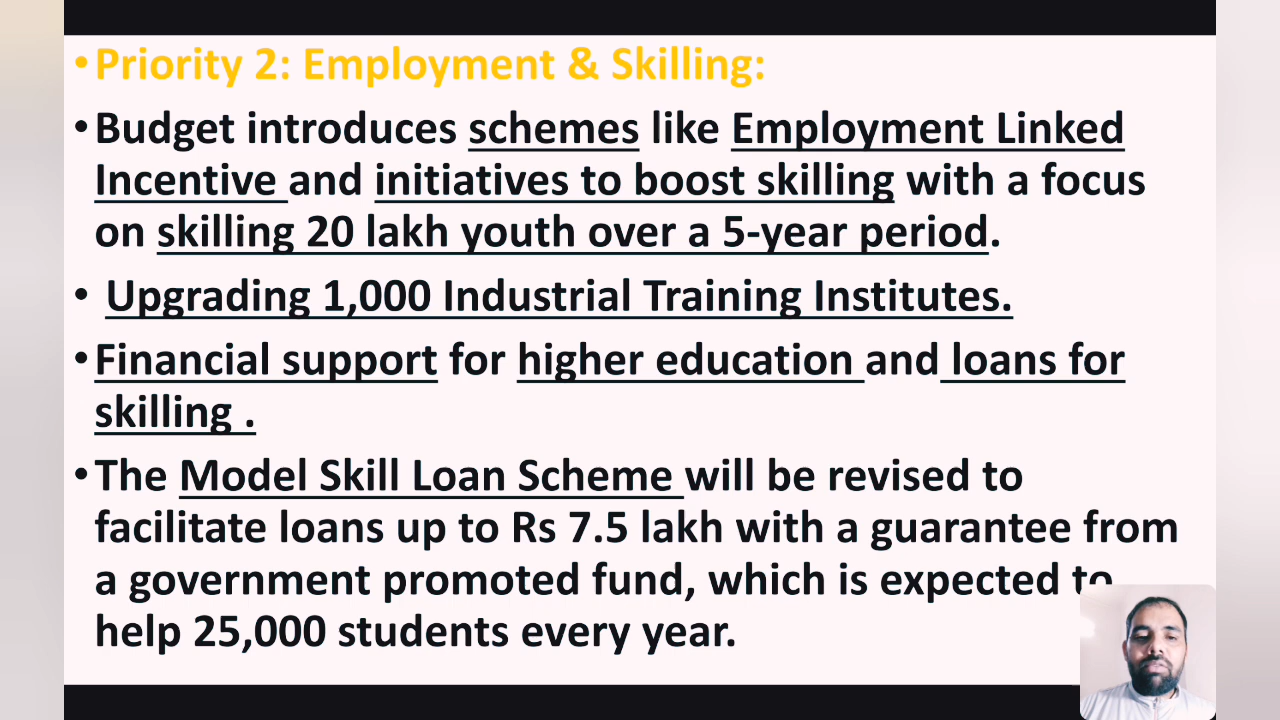 •Priority 2: Employment & Skilling:
•Budget introduces schemes like Employment Linked
Incentive and initiatives to boost skilling with a focus
on skilling 20 lakh youth over a 5-year period.
• Upgrading 1,000 Industrial Training Institutes.
•Financial support for higher education and loans for
skilling .
•The Model Skill Loan Scheme will be revised to
facilitate loans up to Rs 7.5 lakh with a guarantee from
a government promoted fund, which is expected to
help 25,000 students every year.